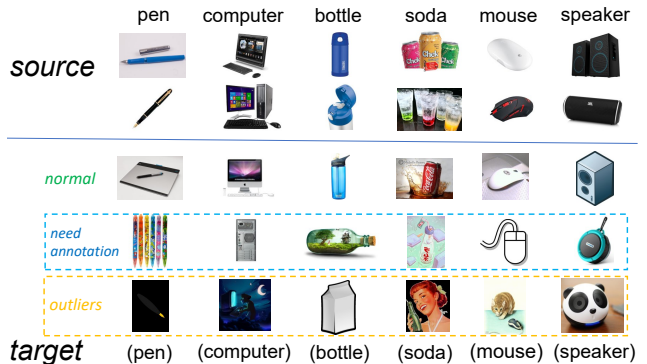 pen computer bottle soda mouse speaker
source
normal
need
annotation
outliers
target
(pen) (computer) (bottle) (soda) (mouse) (speaker)